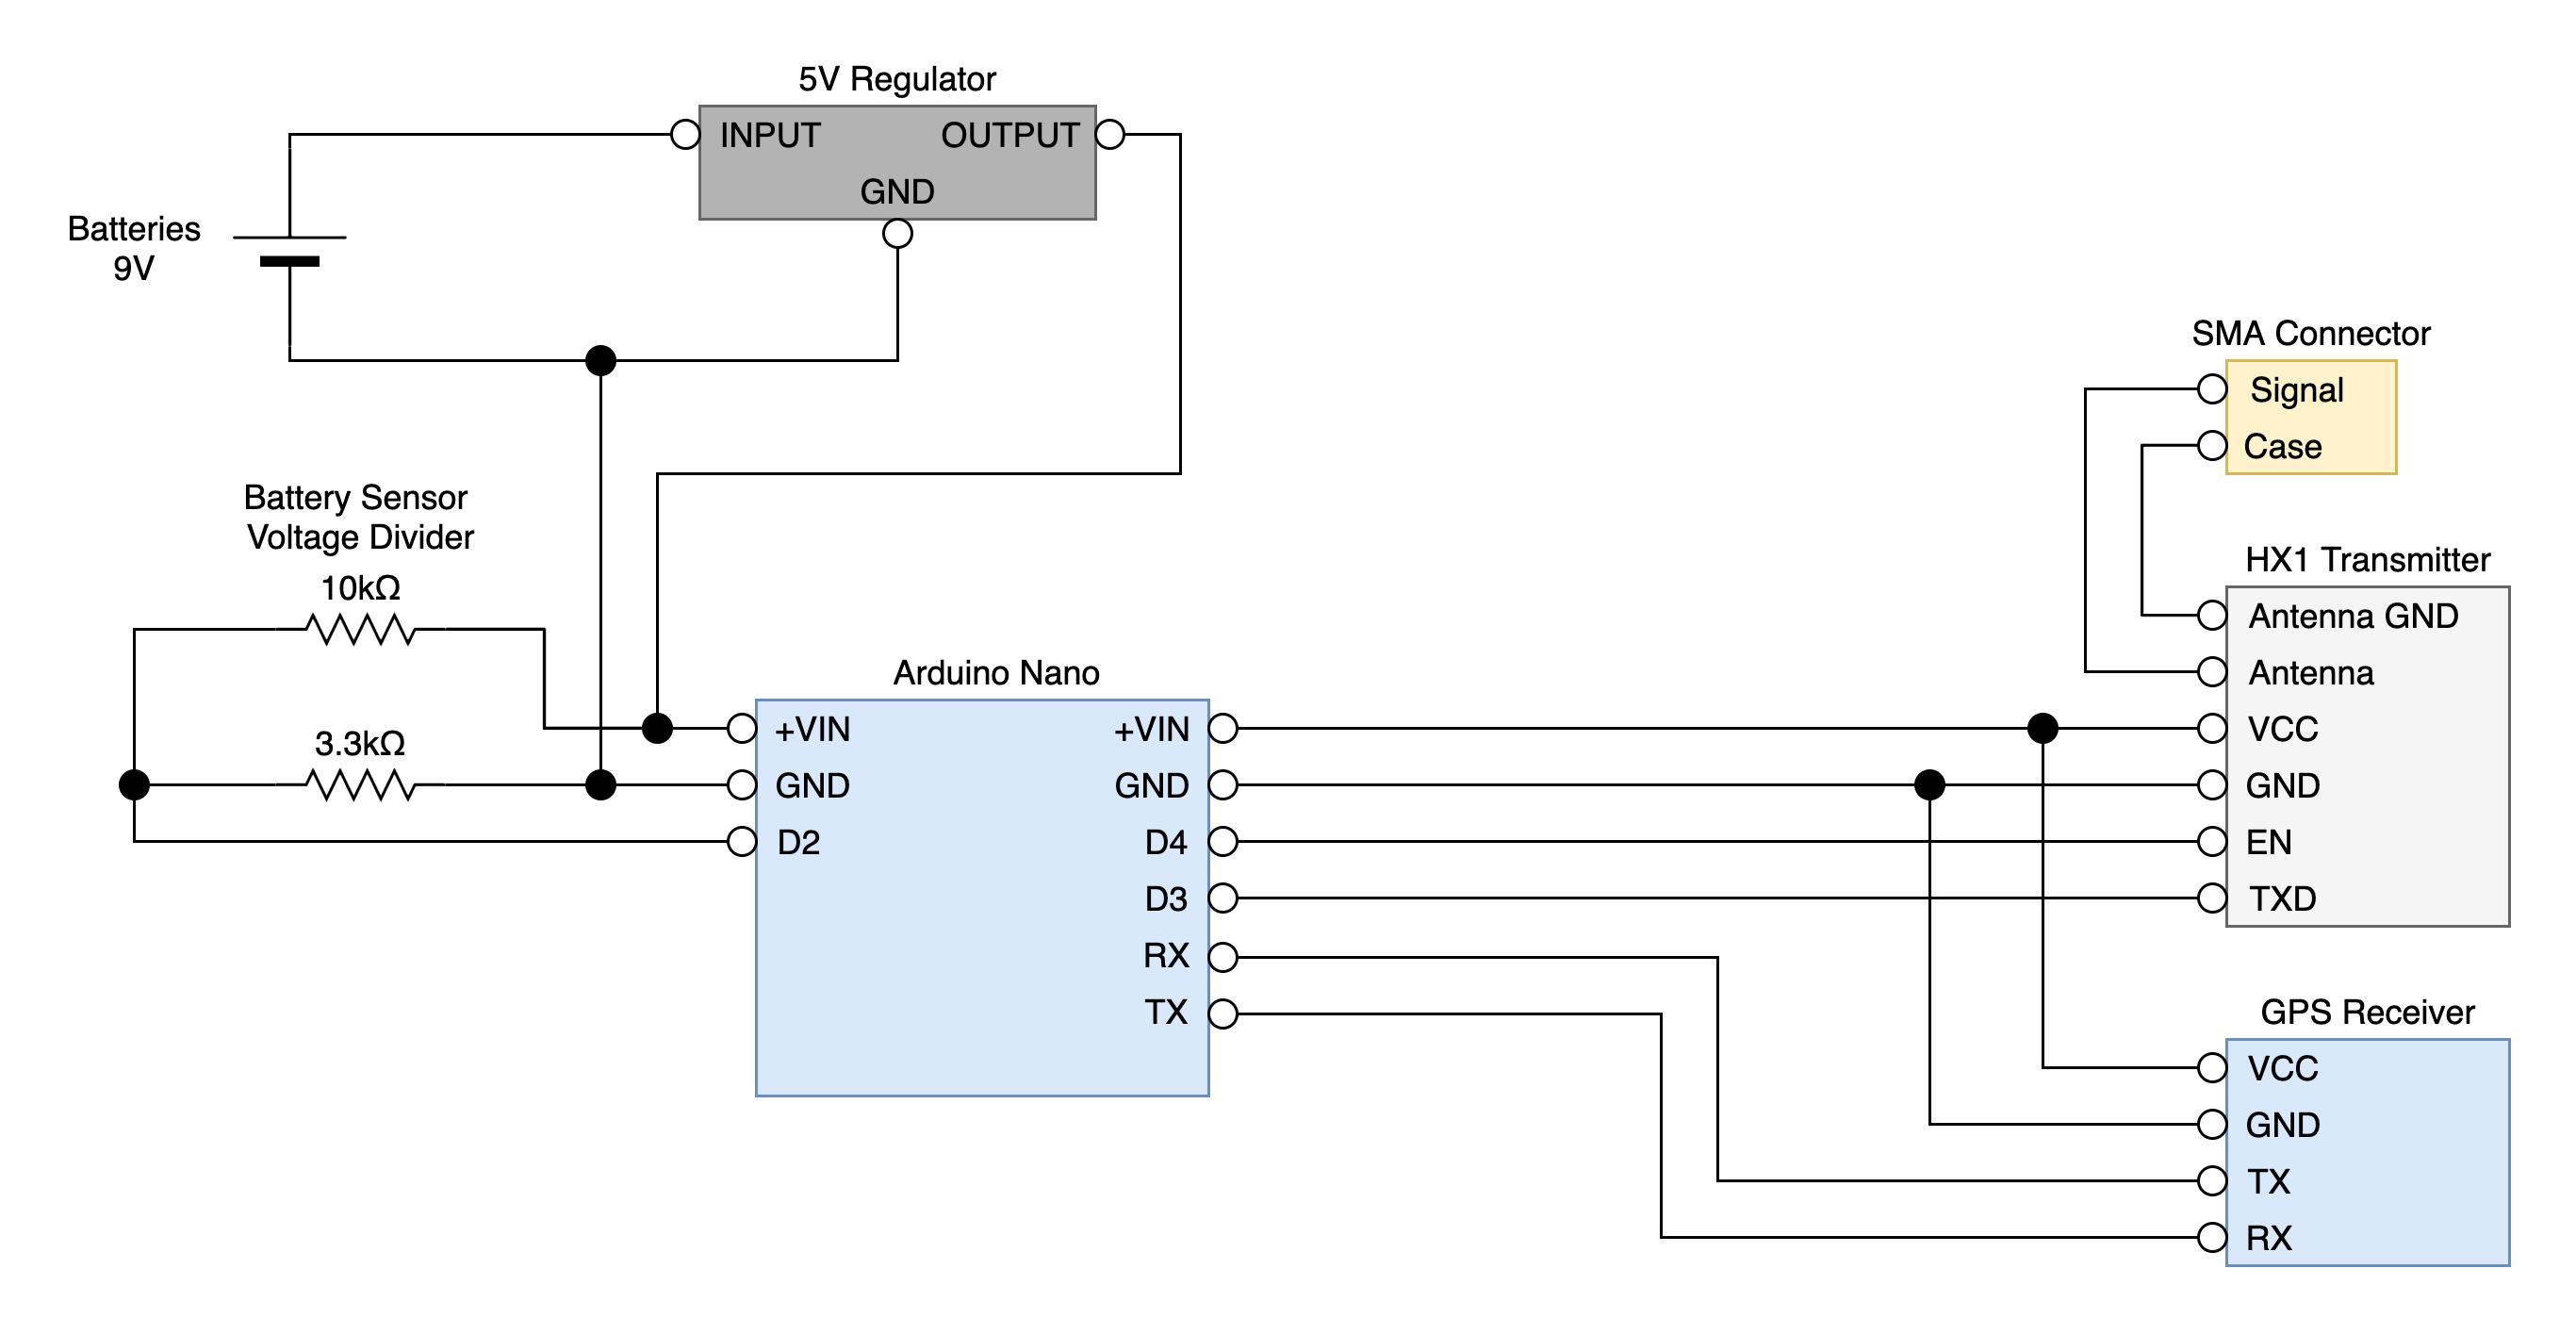 5V Regulator
INPUT
OUTPUT
GND
Batteries
9V
SMA Connector
Signal
Case
Battery Sensor
Voltage Divider
10kΩ
3.3kΩ
HX1 Transmitter
Antenna GND
Antenna
VCC
GND
EN
TXD
Arduino Nano
+VIN
GND
D2
+VIN
GND
D4
D3
RX
TX
GPS Receiver
VCC
GND
TX
RX